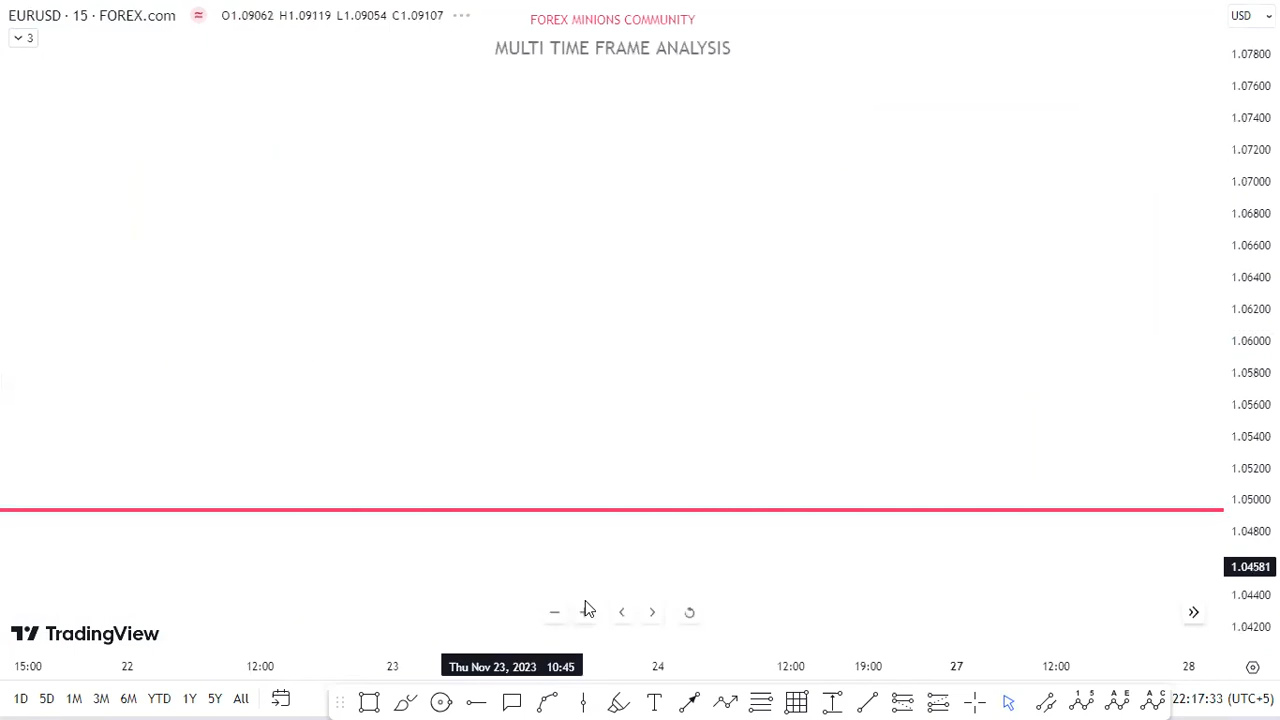 EURUSD · 15 · FOREX.com
O1.09062 H1.09119 L1.09054 C1.09107
FOREX MINIONS COMMUNITY
USD
3
MULTI TIME FRAME ANALYSIS
1.07800
1.07600
1.07400
1.07200
1.07000
1.06800
1.06600
1.06400
1.06200
1.06000
1.05800
1.05600
1.05400
1.05200
1.05000
1.04800
1.04581
1.04400
1.04200
TradingView
15:00 22 12:00 23 Thu Nov 23, 2023 10:45 24 12:00 19:00 27 12:00 28
1D 5D 1M 3M 6M YTD 1Y 5Y All T 1 5 A E A C 22:17:33 (UTC+5)